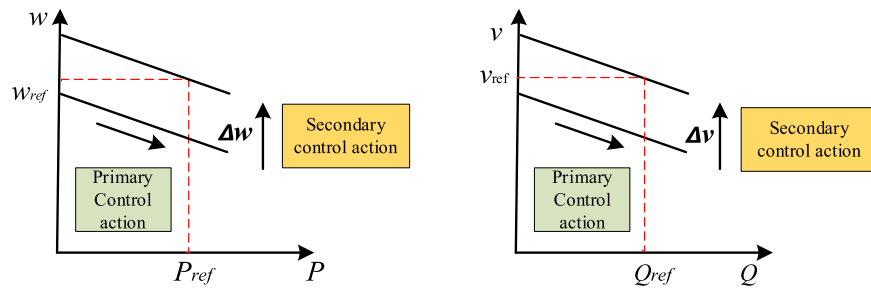 w
w_ref
Δw
Secondary
control action
Primary
Control
action
P_ref
P
v
v_ref
Δv
Secondary
control action
Primary
Control
action
Q_ref
Q